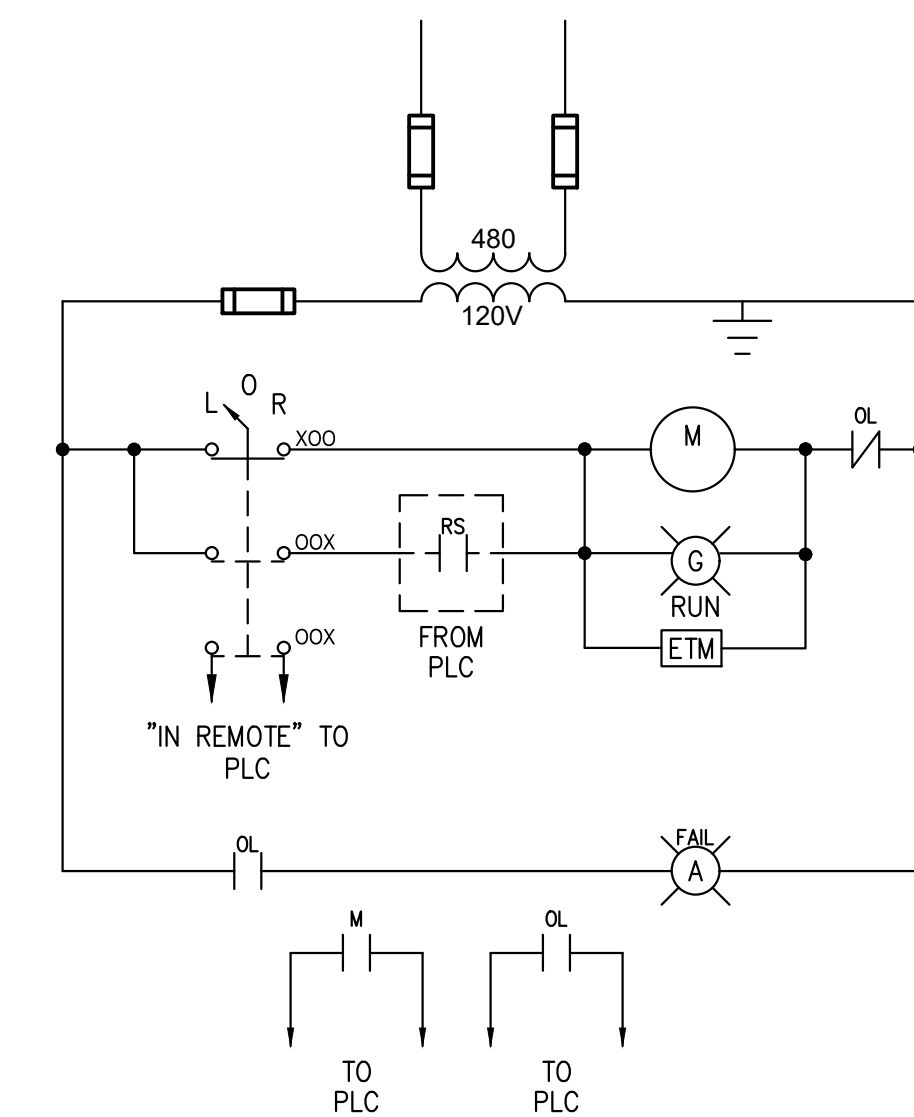 480
120V
L O R
XOO
OL
M
OOX
RS
G
RUN
FROM
PLC
ETM
OOX
"IN REMOTE" TO
PLC
OL
FAIL
A
M
OL
TO
PLC
TO
PLC